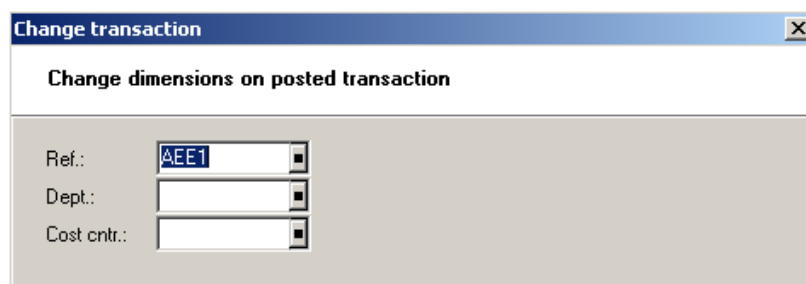 Change transaction
Change dimensions on posted transaction
Ref.: AEE1
Dept.:
Cost cntr.: